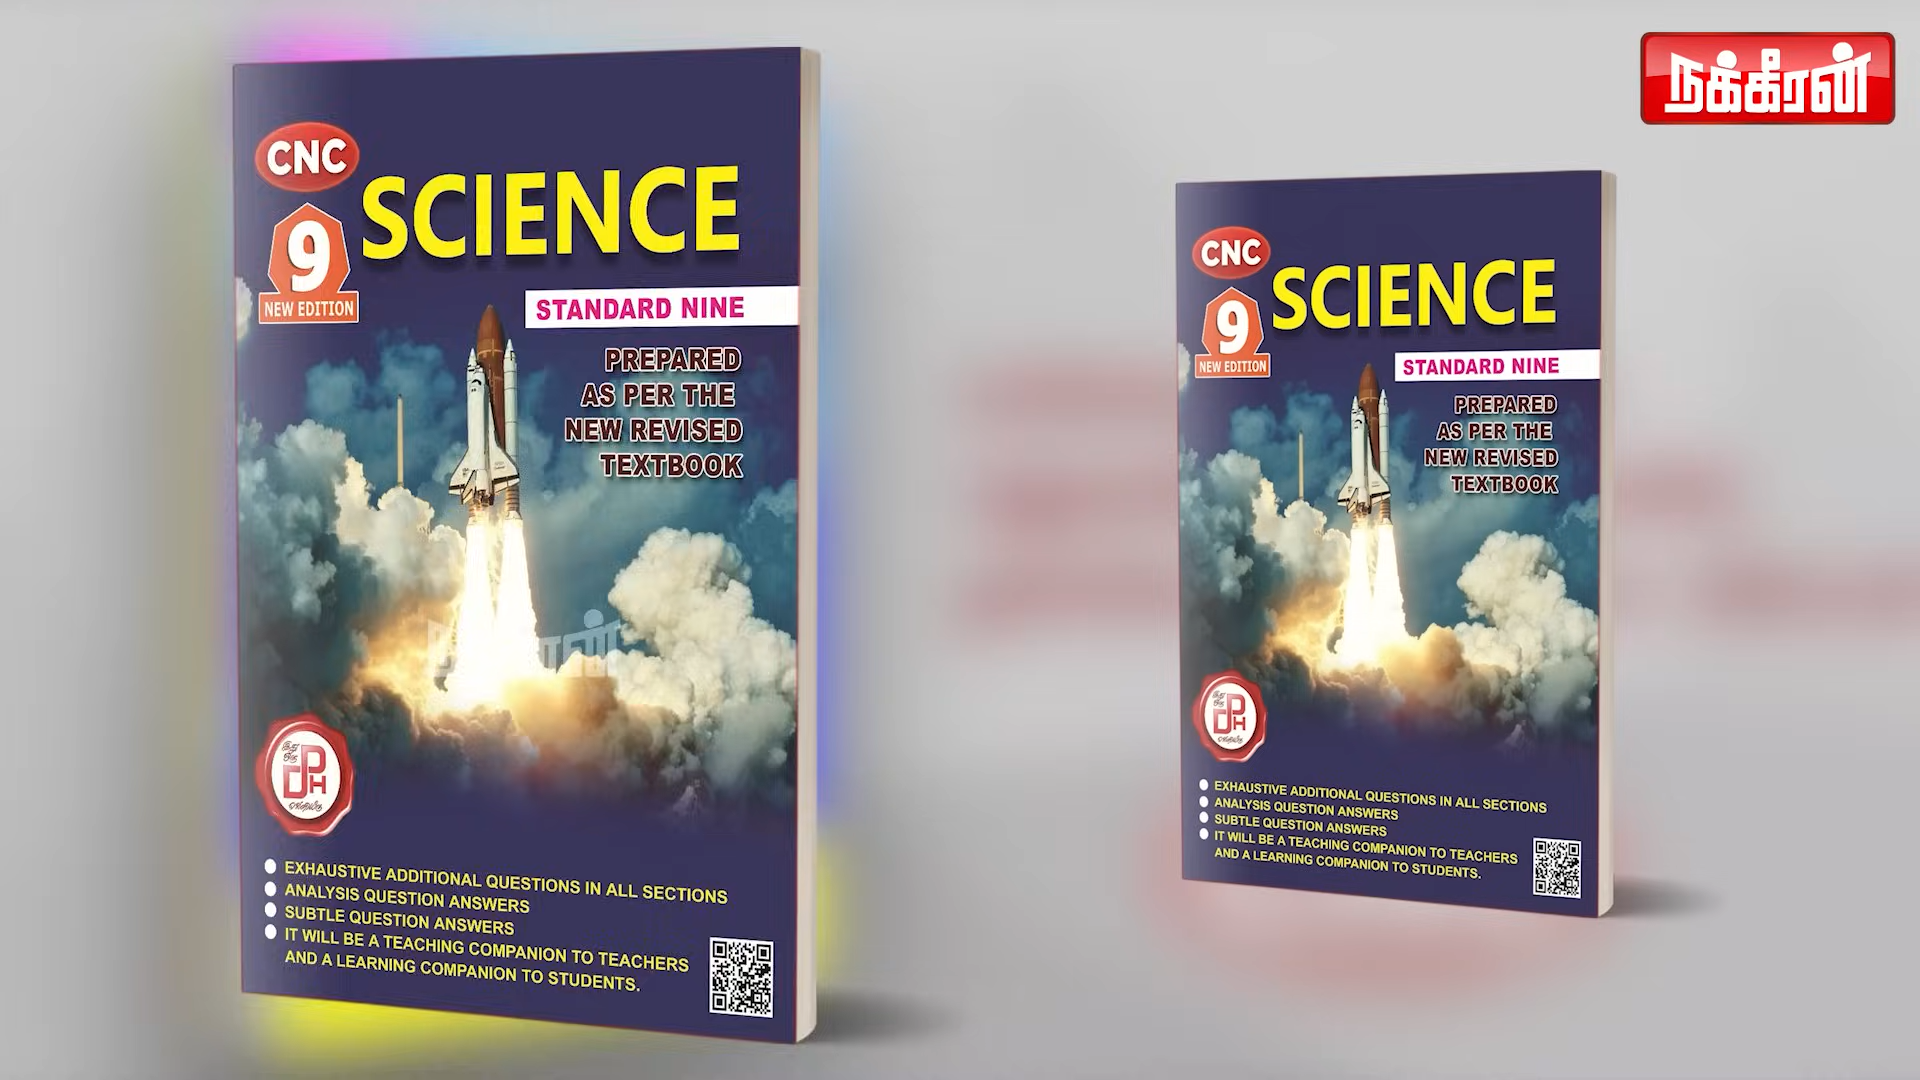 நக்கீரன்
CNC
SCIENCE
9
NEW EDITION
STANDARD NINE
PREPARED
AS PER THE
NEW REVISED
TEXTBOOK
EXHAUSTIVE ADDITIONAL QUESTIONS IN ALL SECTIONS
ANALYSIS QUESTION ANSWERS
SUBTLE QUESTION ANSWERS
IT WILL BE A TEACHING COMPANION TO TEACHERS
AND A LEARNING COMPANION TO STUDENTS.
CNC
SCIENCE
9
NEW EDITION
STANDARD NINE
PREPARED
AS PER THE
NEW REVISED
TEXTBOOK
EXHAUSTIVE ADDITIONAL QUESTIONS IN ALL SECTIONS
ANALYSIS QUESTION ANSWERS
SUBTLE QUESTION ANSWERS
IT WILL BE A TEACHING COMPANION TO TEACHERS
AND A LEARNING COMPANION TO STUDENTS.